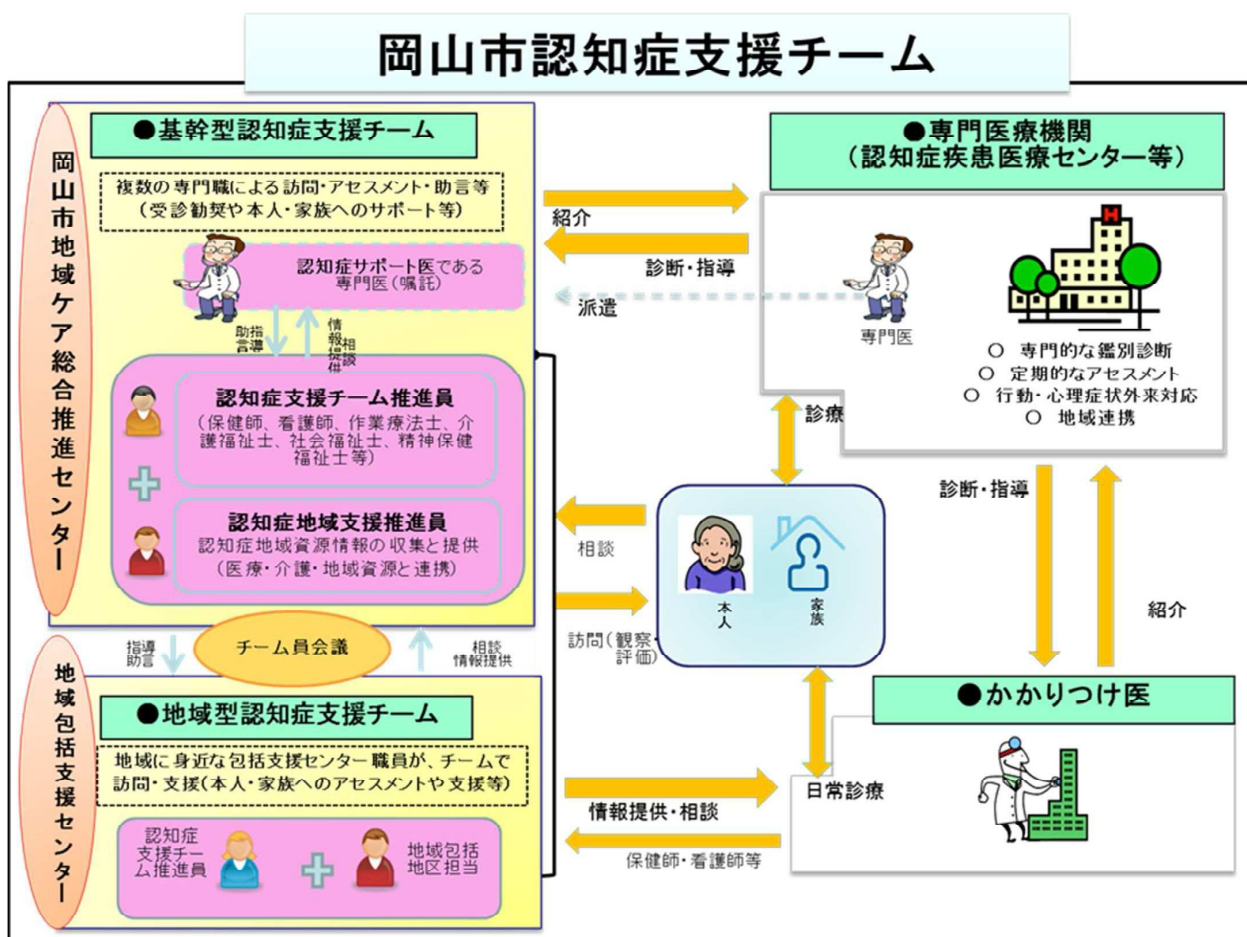 岡山市認知症支援チーム
岡山市地域ケア総合推進センター
●基幹型認知症支援チーム
複数の専門職による訪問・アセスメント・助言等
(受診勧奨や本人・家族へのサポート等)
認知症サポート医である
専門医(嘱託)
指導
助言
相談
情報提供
認知症支援チーム推進員
(保健師、看護師、作業療法士、介
護福祉士、社会福祉士、精神保健
福祉士等)
認知症地域支援推進員
認知症地域資源情報の収集と提供
(医療・介護・地域資源と連携)
指導
助言
チーム員会議
相談
情報提供
地域包括支援センター
●地域型認知症支援チーム
地域に身近な包括支援センター職員が、チームで
訪問・支援(本人・家族へのアセスメントや支援等)
認知症
支援チー
ム推進員
地域包括
地区担当
紹介
診断・指導
派遣
●専門医療機関
(認知症疾患医療センター等)
H
専門医
○ 専門的な鑑別診断
○ 定期的なアセスメント
○ 行動・心理症状外来対応
○ 地域連携
診療
相談
訪問(観察・
評価)
本人
家族
診断・指導
紹介
日常診療
●かかりつけ医
情報提供・相談
保健師・看護師等